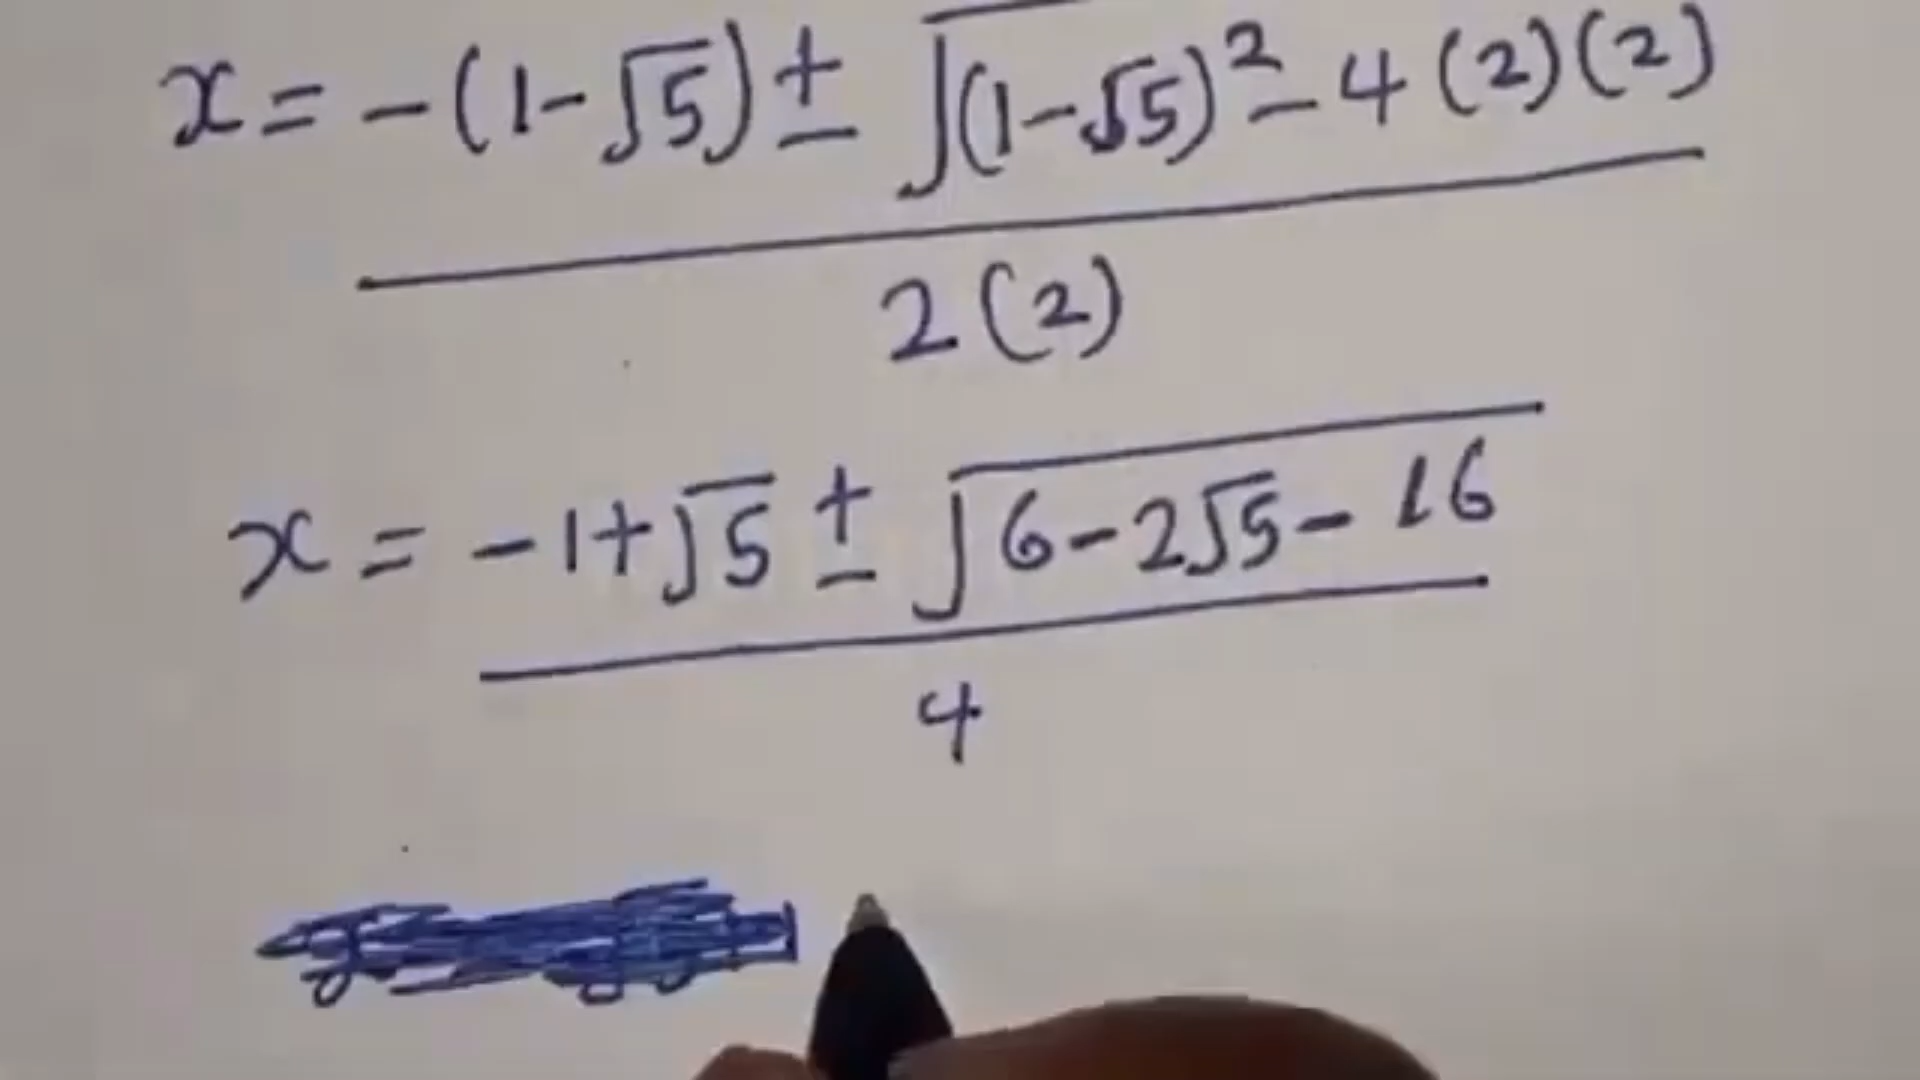 x = -(1-√5) ± √(1-√5)² - 4(2)(2)
2(2)
x = -1+√5 ± √6-2√5-16
4